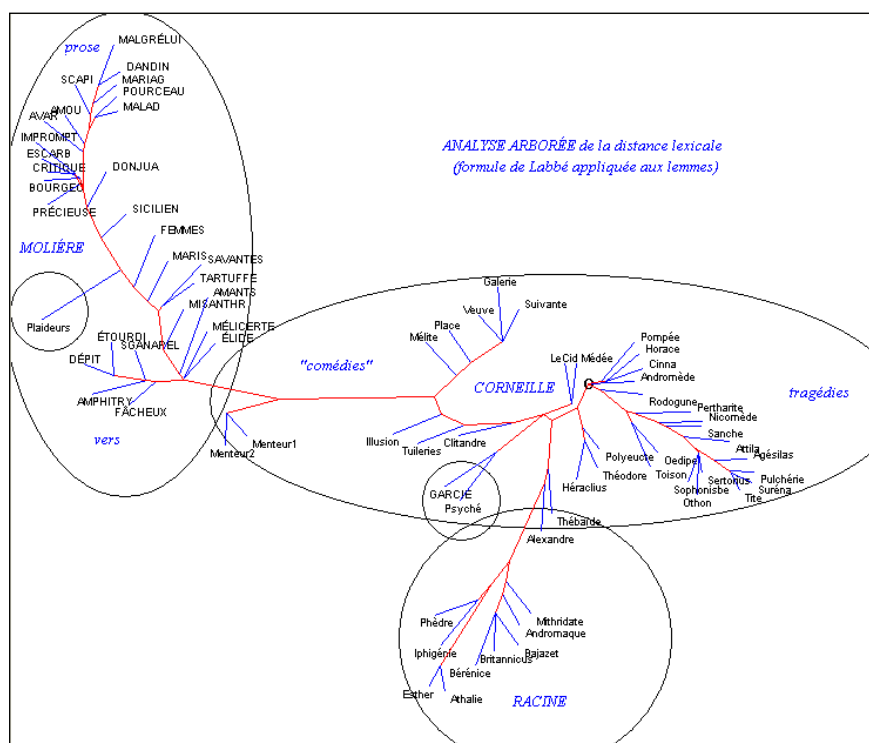 prose
MALGRÉLUI
DANDIN
SCAPI
MARIAG
POURCEAU
MALAD
AMOU
AVAR
IMPROMPT
ESCARB
CRITIQUE
BOURGEO
PRÉCIEUSE
DONJUA
SICILIEN
FEMMES
MOLIÉRE
MARIS
SAVANTES
TARTUFFE
AMANTS
MISANTHR
Plaideurs
MÉLICERTE
ÉLIDE
ÉTOURDI
SGANAREL
DÉPIT
AMPHITRY
FÂCHEUX
vers
ANALYSE ARBORÉE de la distance lexicale
(formule de Labbé appliquée aux lemmes)
"comédies"
Menteur1
Menteur2
Galerie
Veuve
Suivante
Place
Mélite
CORNEILLE
LeCid Médée
Pompée
Horace
Cinna
Andromède
tragédies
Rodogune
Pertharite
Nicomède
Sanche
Attila
Agésilas
Illusion
Tuileries
Clitandre
Polyeucte
Oedipe
Théodore
Toison
Héraclius
Sertorius
Pulchérie
Sophonisbe
Suréna
Othon
Tite
GARCIE
Psyché
Thébaïde
Alexandre
Phèdre
Mithridate
Andromaque
Iphigénie
Britannicus
Bajazet
Bérénice
Esther
Athalie
RACINE